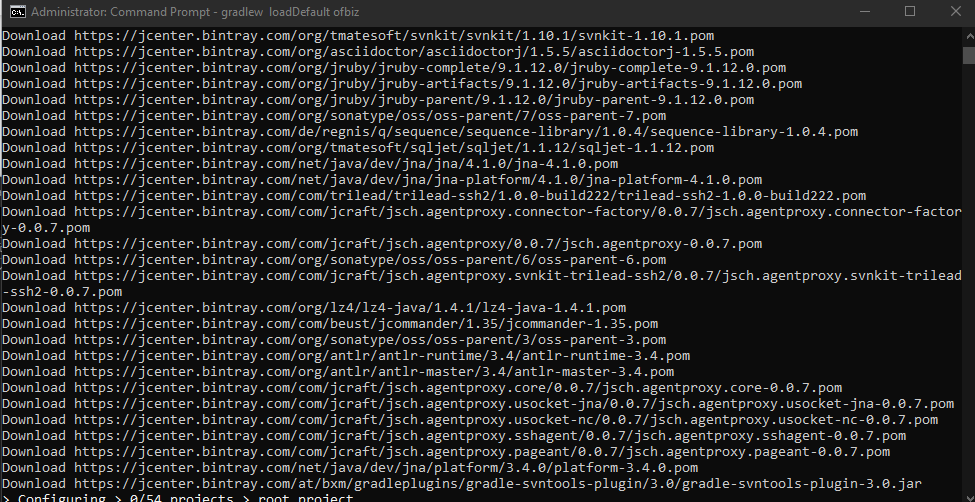 Administrator: Command Prompt - gradlew  loadDefault ofbiz
Download https://jcenter.bintray.com/org/tmatesoft/svnkit/svnkit/1.10.1/svnkit-1.10.1.pom
Download https://jcenter.bintray.com/org/asciidoctor/asciidoctorj/1.5.5/asciidoctorj-1.5.5.pom
Download https://jcenter.bintray.com/org/jruby/jruby-complete/9.1.12.0/jruby-complete-9.1.12.0.pom
Download https://jcenter.bintray.com/org/jruby/jruby-artifacts/9.1.12.0/jruby-artifacts-9.1.12.0.pom
Download https://jcenter.bintray.com/org/jruby/jruby-parent/9.1.12.0/jruby-parent-9.1.12.0.pom
Download https://jcenter.bintray.com/org/sonatype/oss/oss-parent/7/oss-parent-7.pom
Download https://jcenter.bintray.com/de/regnis/q/sequence/sequence-library/1.0.4/sequence-library-1.0.4.pom
Download https://jcenter.bintray.com/org/tmatesoft/sqljet/sqljet/1.1.12/sqljet-1.1.12.pom
Download https://jcenter.bintray.com/net/java/dev/jna/jna/4.1.0/jna-4.1.0.pom
Download https://jcenter.bintray.com/net/java/dev/jna/jna-platform/4.1.0/jna-platform-4.1.0.pom
Download https://jcenter.bintray.com/com/trilead/trilead-ssh2/1.0.0-build222/trilead-ssh2-1.0.0-build222.pom
Download https://jcenter.bintray.com/com/jcraft/jsch.agentproxy.connector-factory/0.0.7/jsch.agentproxy.connector-factor
y-0.0.7.pom
Download https://jcenter.bintray.com/com/jcraft/jsch.agentproxy/0.0.7/jsch.agentproxy-0.0.7.pom
Download https://jcenter.bintray.com/org/sonatype/oss/oss-parent/6/oss-parent-6.pom
Download https://jcenter.bintray.com/com/jcraft/jsch.agentproxy.svnkit-trilead-ssh2/0.0.7/jsch.agentproxy.svnkit-trilead
-ssh2-0.0.7.pom
Download https://jcenter.bintray.com/org/lz4/lz4-java/1.4.1/lz4-java-1.4.1.pom
Download https://jcenter.bintray.com/com/beust/jcommander/1.35/jcommander-1.35.pom
Download https://jcenter.bintray.com/org/sonatype/oss/oss-parent/3/oss-parent-3.pom
Download https://jcenter.bintray.com/org/antlr/antlr-runtime/3.4/antlr-runtime-3.4.pom
Download https://jcenter.bintray.com/org/antlr/antlr-master/3.4/antlr-master-3.4.pom
Download https://jcenter.bintray.com/com/jcraft/jsch.agentproxy.core/0.0.7/jsch.agentproxy.core-0.0.7.pom
Download https://jcenter.bintray.com/com/jcraft/jsch.agentproxy.usocket-jna/0.0.7/jsch.agentproxy.usocket-jna-0.0.7.pom
Download https://jcenter.bintray.com/com/jcraft/jsch.agentproxy.usocket-nc/0.0.7/jsch.agentproxy.usocket-nc-0.0.7.pom
Download https://jcenter.bintray.com/com/jcraft/jsch.agentproxy.sshagent/0.0.7/jsch.agentproxy.sshagent-0.0.7.pom
Download https://jcenter.bintray.com/com/jcraft/jsch.agentproxy.pageant/0.0.7/jsch.agentproxy.pageant-0.0.7.pom
Download https://jcenter.bintray.com/net/java/dev/jna/platform/3.4.0/platform-3.4.0.pom
Download https://jcenter.bintray.com/at/bxm/gradleplugins/gradle-svntools-plugin/3.0/gradle-svntools-plugin-3.0.jar
> Configuring > 0/54 projects > root project